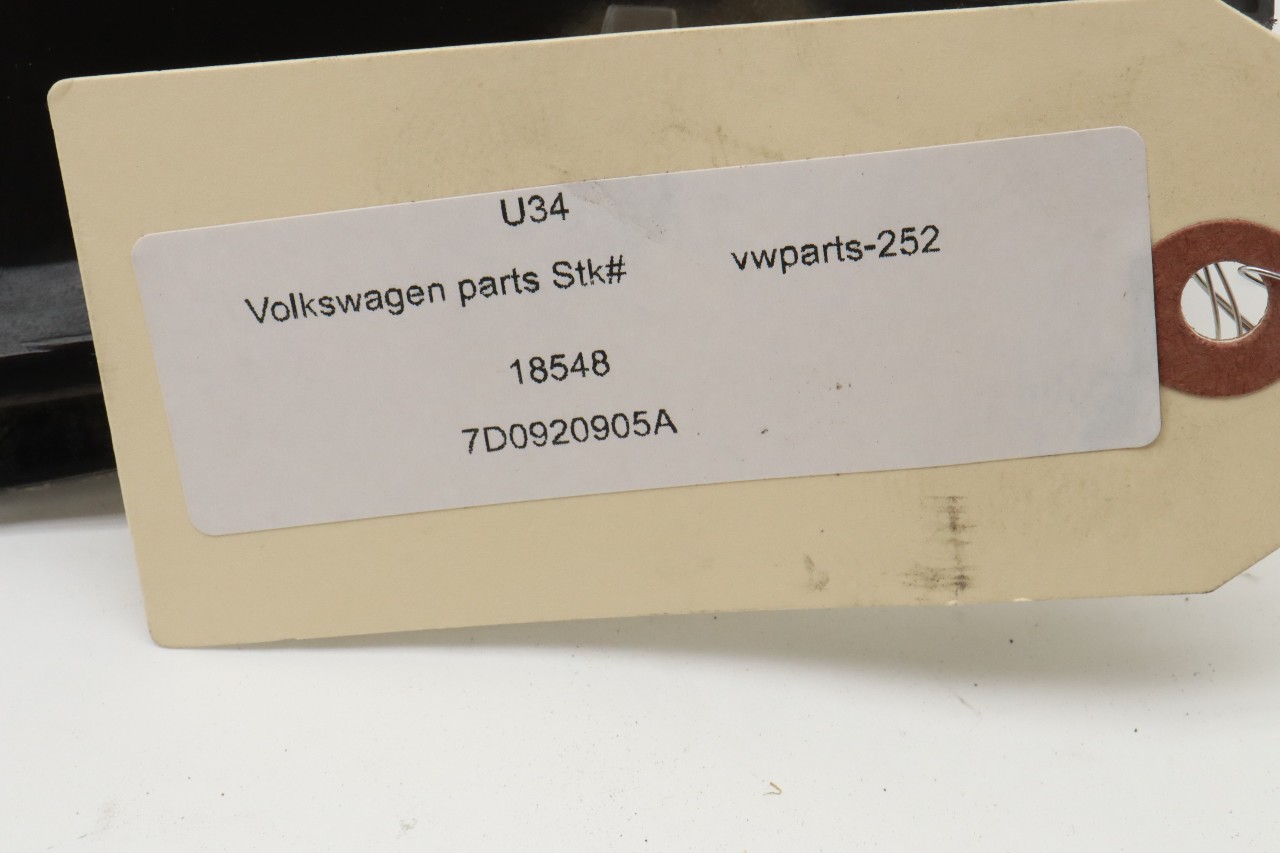 U34
Volkswagen parts Stk# vwparts-252
18548
7D0920905A